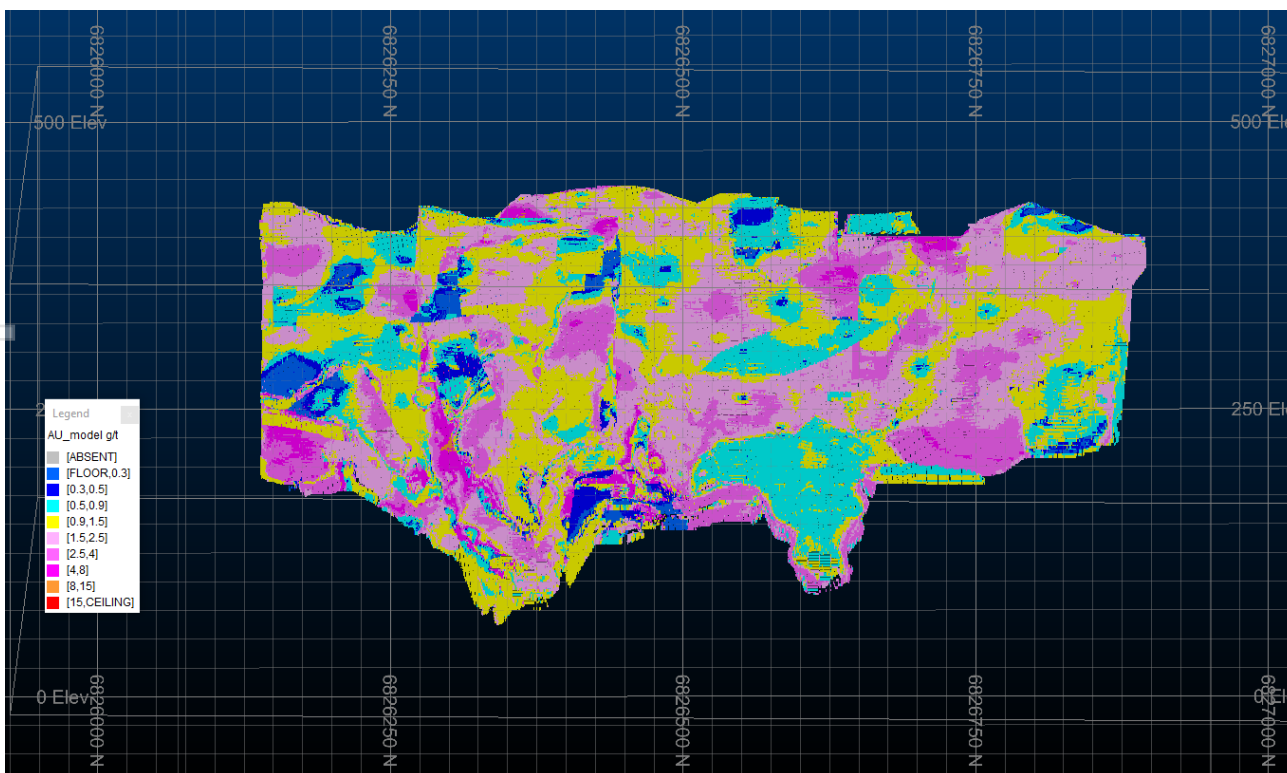 6826000 N
6826250 N
6826500 N
6826750 N
6827000 N
500 Elev
500 Ele
250 Elev
Legend
AU_model g/t
[ABSENT]
[FLOOR,0.3]
[0.3,0.5]
[0.5,0.9]
[0.9,1.5]
[1.5,2.5]
[2.5,4]
[4,8]
[8,15]
[15,CEILING]
0 Elev
6826000 N
6826250 N
6826500 N
6826750 N
6827000 N